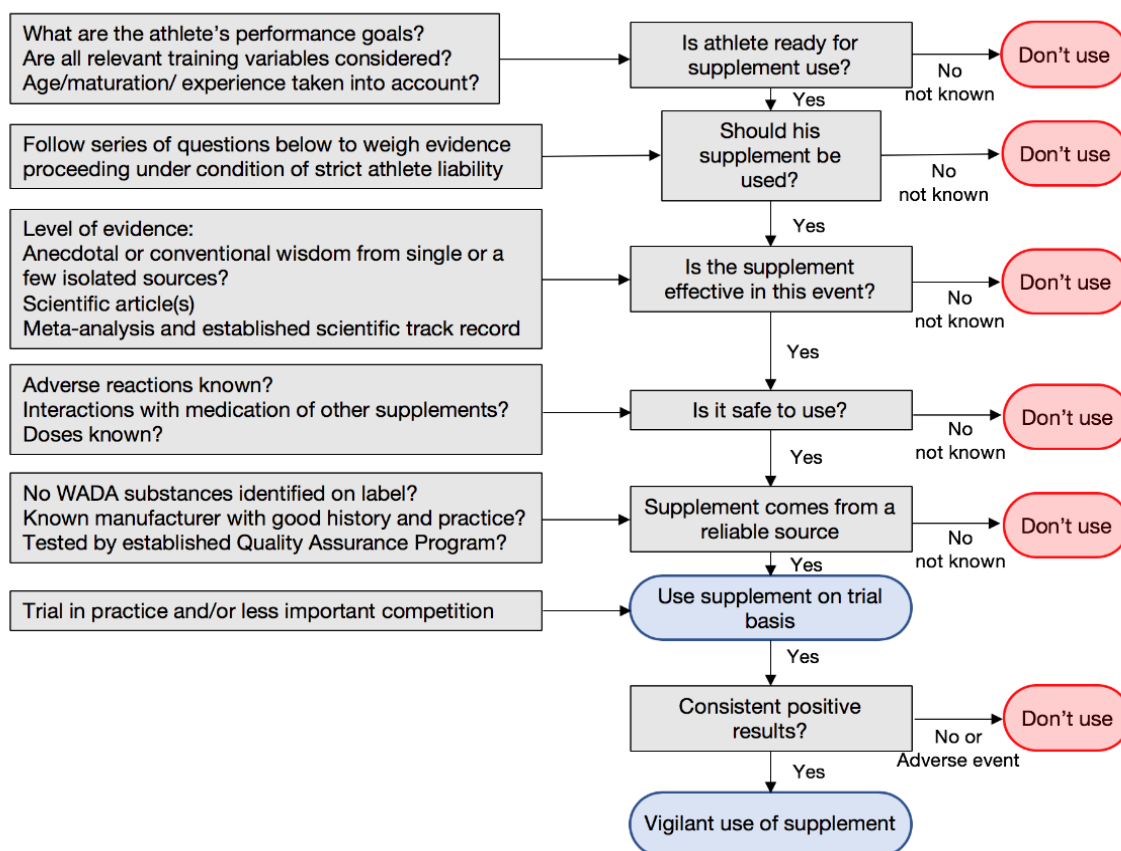 What are the athlete's performance goals?
Are all relevant training variables considered?
Age/maturation/ experience taken into account?
Is athlete ready for
supplement use?
No
not known
Don't use
Yes
Follow series of questions below to weigh evidence
proceeding under condition of strict athlete liability
Should his
supplement be
used?
No
not known
Don't use
Yes
Level of evidence:
Anecdotal or conventional wisdom from single or a
few isolated sources?
Scientific article(s)
Meta-analysis and established scientific track record
Is the supplement
effective in this event?
No
not known
Don't use
Yes
Adverse reactions known?
Interactions with medication of other supplements?
Doses known?
Is it safe to use?
No
not known
Don't use
Yes
No WADA substances identified on label?
Known manufacturer with good history and practice?
Tested by established Quality Assurance Program?
Supplement comes from a
reliable source
No
not known
Don't use
Yes
Trial in practice and/or less important competition
Use supplement on trial
basis
Yes
Consistent positive
results?
No or
Adverse event
Don't use
Yes
Vigilant use of supplement